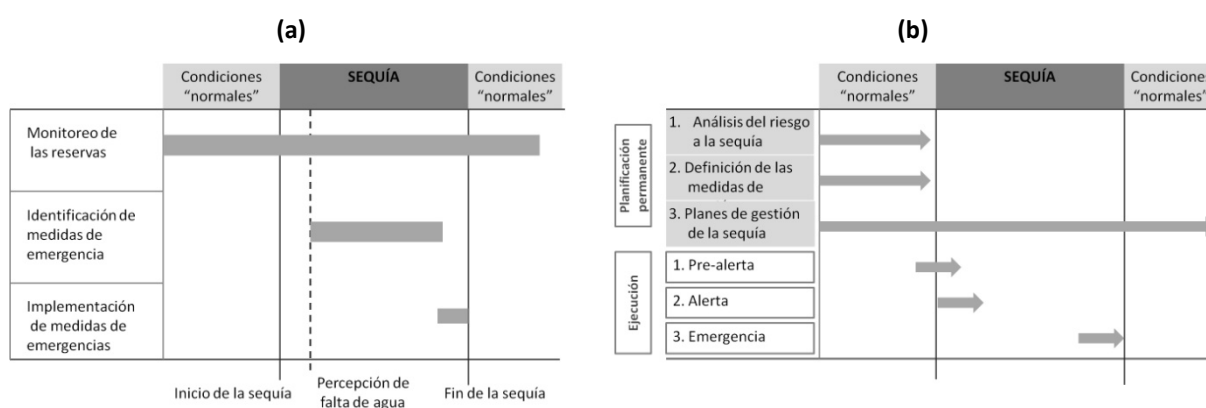 (a)
Condiciones
“normales”
SEQUÍA
Condiciones
“normales”
Monitoreo de
las reservas
Identificación de
medidas de
emergencia
Implementación
de medidas de
emergencias
Inicio de la sequía
Percepción de
falta de agua
Fin de la sequía
(b)
Condiciones
“normales”
SEQUÍA
Condiciones
“normales”
Planificación
permanente
1. Análisis del riesgo
a la sequía
2. Definición de las
medidas de
3. Planes de gestión
de la sequía
Ejecución
1. Pre-alerta
2. Alerta
3. Emergencia